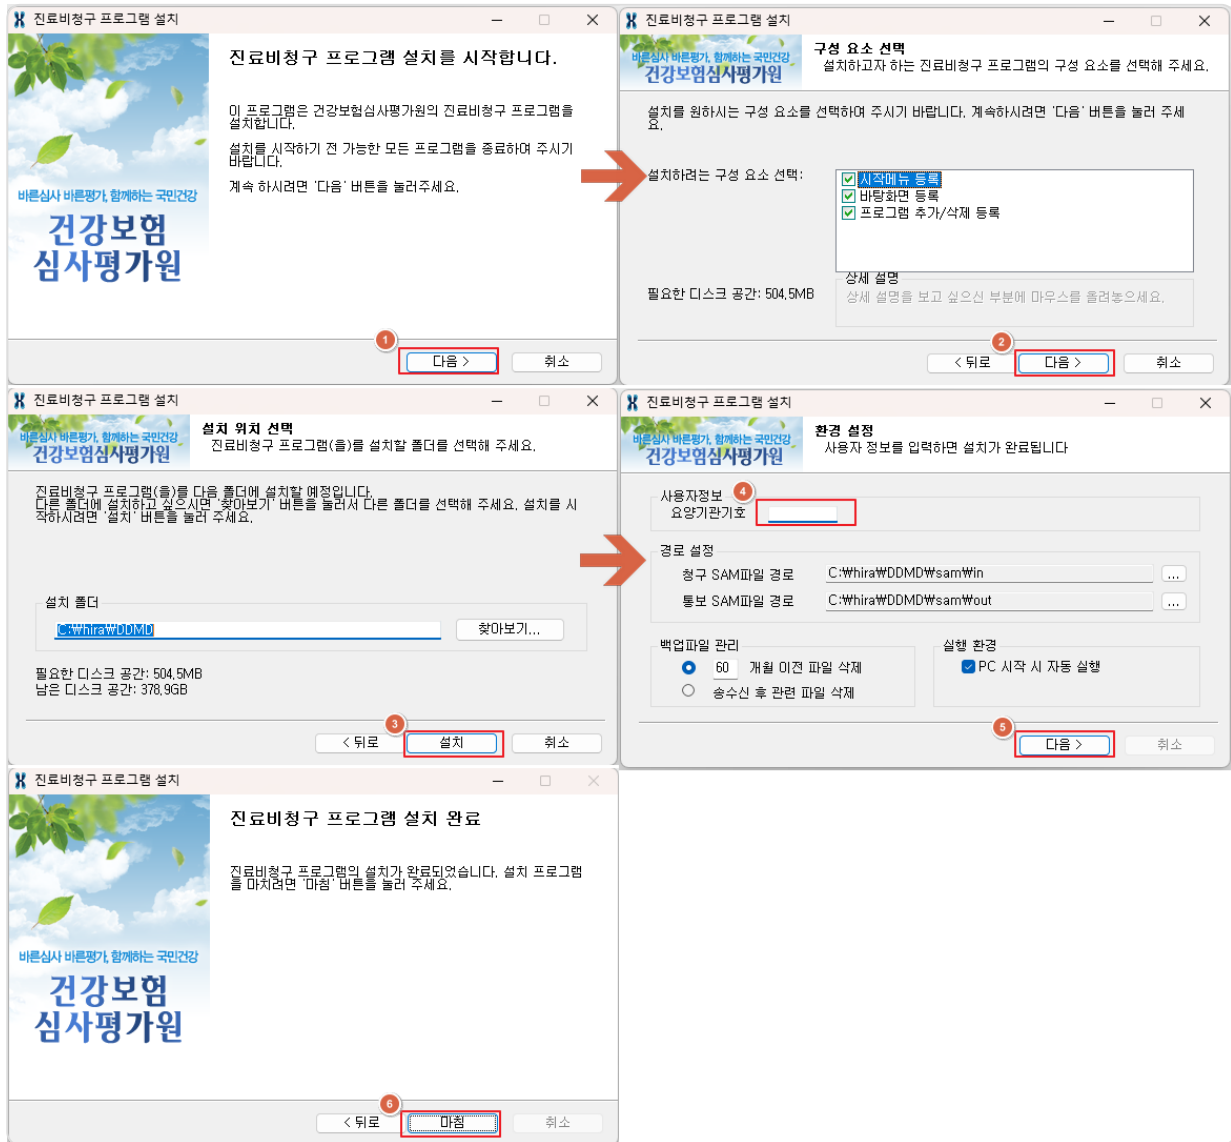 진료비청구 프로그램 설치
진료비청구 프로그램 설치를 시작합니다.
이 프로그램은 건강보험심사평가원의 진료비청구 프로그램을
설치합니다.
설치를 시작하기 전 가능한 모든 프로그램을 종료하여 주시기
바랍니다.
계속 하시려면 '다음' 버튼을 눌러주세요.
바른심사 바른평가, 함께하는 국민건강
건강보험
심사평가원
1
다음 >
취소
진료비청구 프로그램 설치
바른심사 바른평가, 함께하는 국민건강
건강보험심사평가원
구성 요소 선택
설치하고자 하는 진료비청구 프로그램의 구성 요소를 선택해 주세요.
설치를 원하시는 구성 요소를 선택하여 주시기 바랍니다. 계속하시려면 '다음' 버튼을 눌러 주세
요.
설치하려는 구성 요소 선택:
시작메뉴 등록
바탕화면 등록
프로그램 추가/삭제 등록
상세 설명
필요한 디스크 공간: 504.5MB
상세 설명을 보고 싶으신 부분에 마우스를 올려놓으세요.
2
< 뒤로
다음 >
취소
진료비청구 프로그램 설치
바른심사 바른평가, 함께하는 국민건강
건강보험심사평가원
설치 위치 선택
진료비청구 프로그램(을)를 설치할 폴더를 선택해 주세요.
진료비청구 프로그램(을)를 다음 폴더에 설치할 예정입니다.
다른 폴더에 설치하고 싶으시면 '찾아보기' 버튼을 눌러서 다른 폴더를 선택해 주세요. 설치를 시
작하시려면 '설치' 버튼을 눌러 주세요.
설치 폴더
C:₩hira₩DDMD
찾아보기...
필요한 디스크 공간: 504.5MB
남은 디스크 공간: 378.9GB
3
< 뒤로
설치
취소
진료비청구 프로그램 설치
바른심사 바른평가, 함께하는 국민건강
건강보험심사평가원
환경 설정
사용자 정보를 입력하면 설치가 완료됩니다
사용자정보
4
요양기관기호
경로 설정
청구 SAM파일 경로
C:₩hira₩DDMD₩sam₩in
...
통보 SAM파일 경로
C:₩hira₩DDMD₩sam₩out
...
백업파일 관리
60 개월 이전 파일 삭제
송수신 후 관련 파일 삭제
실행 환경
PC 시작 시 자동 실행
5
다음 >
취소
진료비청구 프로그램 설치
진료비청구 프로그램 설치 완료
진료비청구 프로그램의 설치가 완료되었습니다. 설치 프로그램
을 마치려면 '마침' 버튼을 눌러 주세요.
바른심사 바른평가, 함께하는 국민건강
건강보험
심사평가원
6
< 뒤로
마침
취소